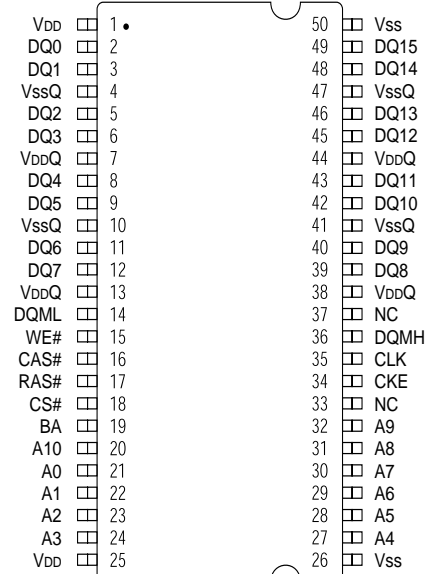 VDD 1 50 Vss
DQ0 2 49 DQ15
DQ1 3 48 DQ14
VssQ 4 47 VssQ
DQ2 5 46 DQ13
DQ3 6 45 DQ12
VDDQ 7 44 VDDQ
DQ4 8 43 DQ11
DQ5 9 42 DQ10
VssQ 10 41 VssQ
DQ6 11 40 DQ9
DQ7 12 39 DQ8
VDDQ 13 38 VDDQ
DQML 14 37 NC
WE# 15 36 DQMH
CAS# 16 35 CLK
RAS# 17 34 CKE
CS# 18 33 NC
BA 19 32 A9
A10 20 31 A8
A0 21 30 A7
A1 22 29 A6
A2 23 28 A5
A3 24 27 A4
VDD 25 26 Vss